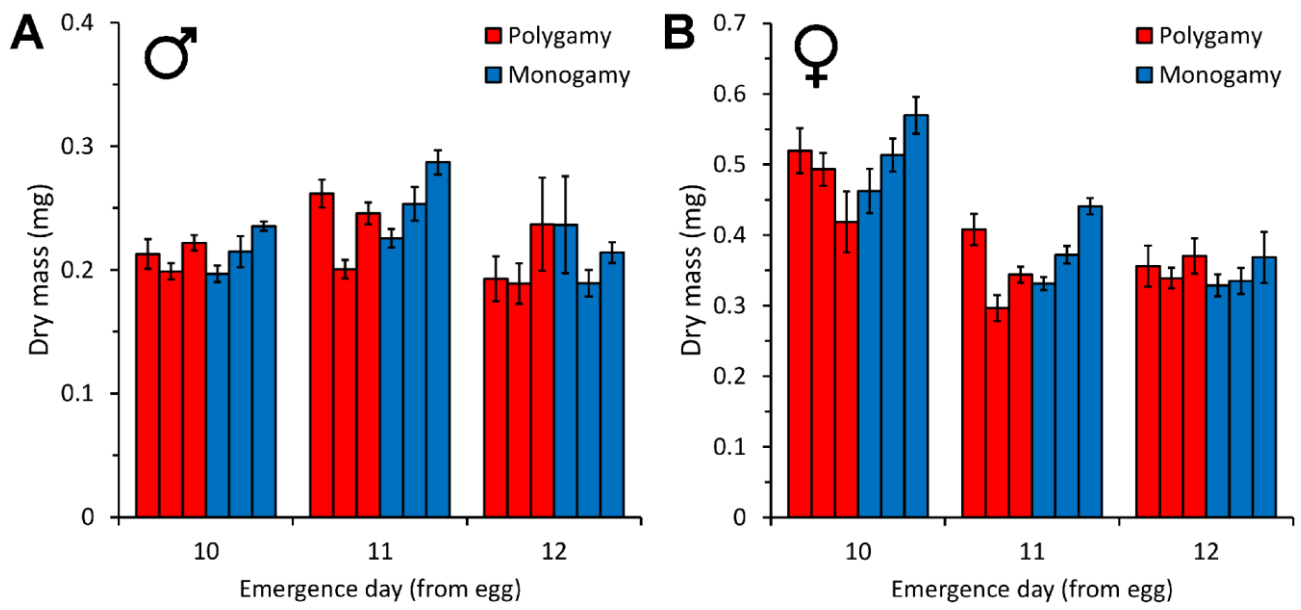 A
♂
Polygamy
Monogamy
Dry mass (mg)
0.4
0.3
0.2
0.1
0
10
11
12
Emergence day (from egg)
B
♀
Polygamy
Monogamy
Dry mass (mg)
0.7
0.6
0.5
0.4
0.3
0.2
0.1
0
10
11
12
Emergence day (from egg)